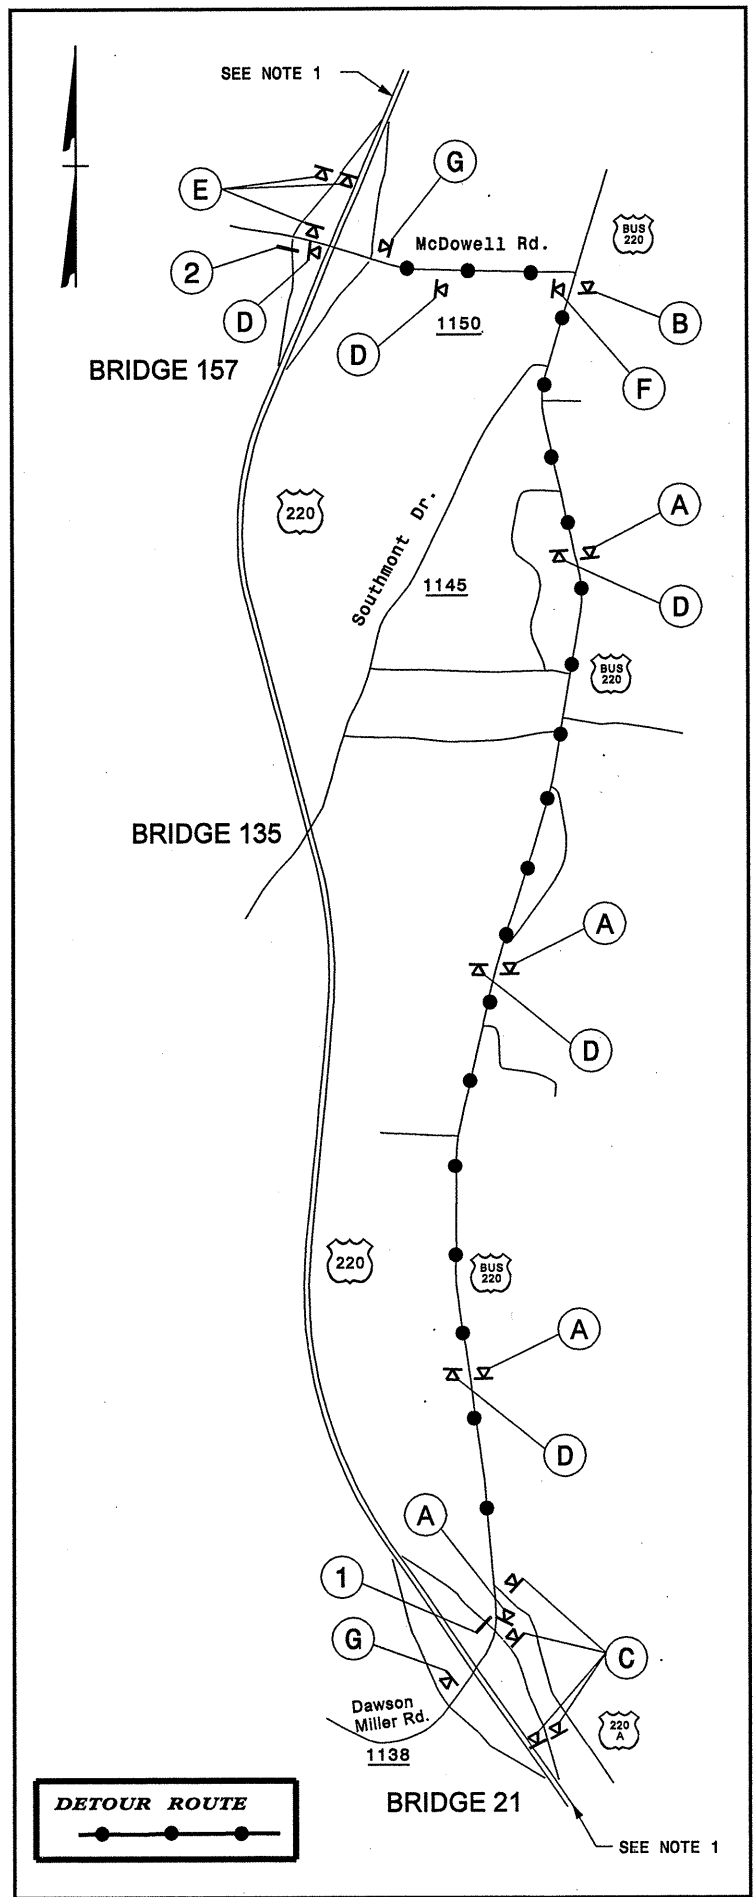 SEE NOTE 1
E
G
BUS
220
McDowell Rd.
2
D
D
1150
B
F
BRIDGE 157
220
Southmont Dr.
A
1145
D
BUS
220
BRIDGE 135
A
D
220
BUS
220
A
D
A
1
G
C
Dawson
Miller Rd.
220
A
1138
BRIDGE 21
DETOUR ROUTE
SEE NOTE 1